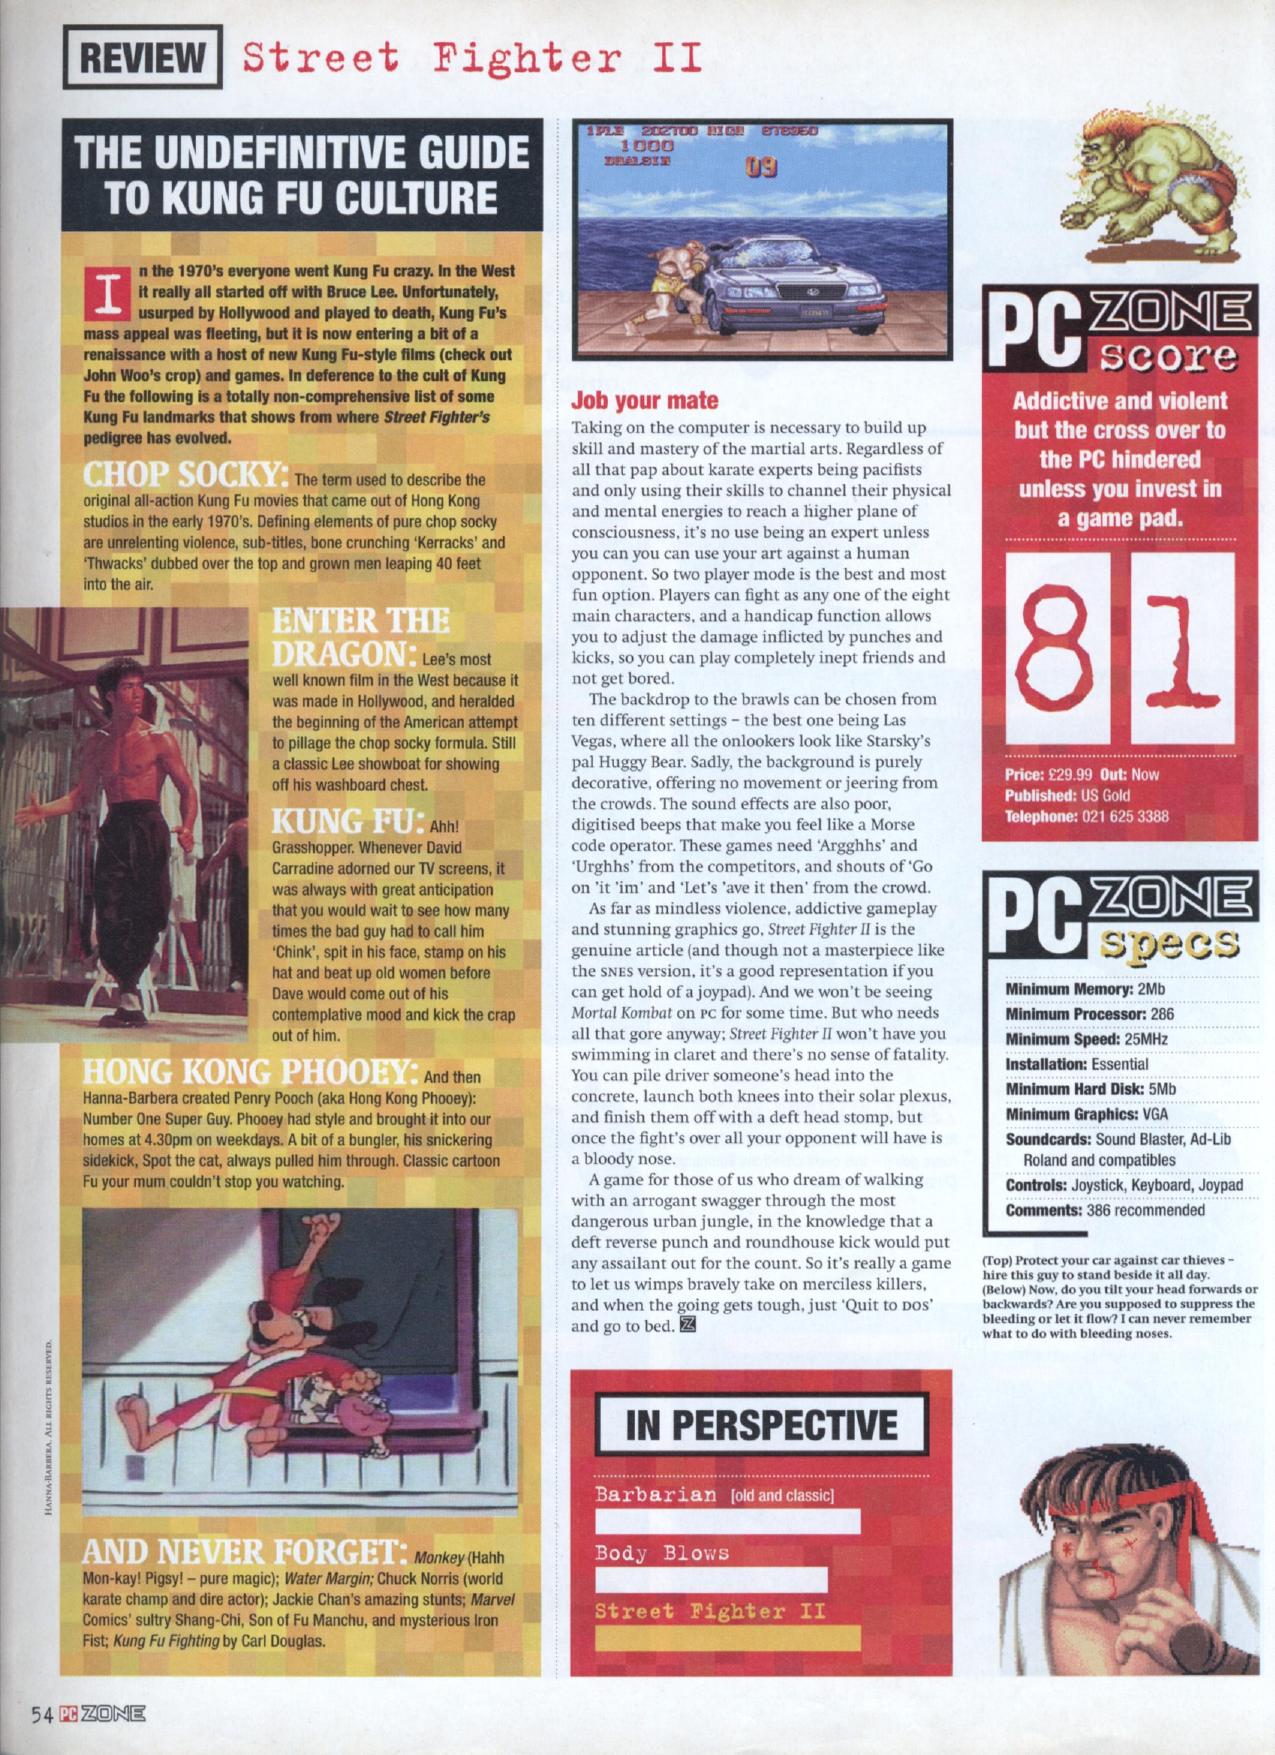 REVIEW Street Fighter II
THE UNDEFINITIVE GUIDE
TO KUNG FU CULTURE
In the 1970's everyone went Kung Fu crazy. In the West
it really all started off with Bruce Lee. Unfortunately,
usurped by Hollywood and played to death, Kung Fu's
mass appeal was fleeting, but it is now entering a bit of a
renaissance with a host of new Kung Fu-style films (check out
John Woo's crop) and games. In deference to the cult of Kung
Fu the following is a totally non-comprehensive list of some
Kung Fu landmarks that shows from where Street Fighter's
pedigree has evolved.
CHOP SOCKY: The term used to describe the
original all-action Kung Fu movies that came out of Hong Kong
studios in the early 1970's. Defining elements of pure chop socky
are unrelenting violence, sub-titles, bone crunching 'Kerracks' and
'Thwacks' dubbed over the top and grown men leaping 40 feet
into the air.
ENTER THE
DRAGON: Lee's most
well known film in the West because it
was made in Hollywood, and heralded
the beginning of the American attempt
to pillage the chop socky formula. Still
a classic Lee showboat for showing
off his washboard chest.
KUNG FU: Ahh!
Grasshopper. Whenever David
Carradine adorned our TV screens, it
was always with great anticipation
that you would wait to see how many
times the bad guy had to call him
'Chink', spit in his face, stamp on his
hat and beat up old women before
Dave would come out of his
contemplative mood and kick the crap
out of him.
HONG KONG PHOOEY: And then
Hanna-Barbera created Penry Pooch (aka Hong Kong Phooey):
Number One Super Guy. Phooey had style and brought it into our
homes at 4.30pm on weekdays. A bit of a bungler, his snickering
sidekick, Spot the cat, always pulled him through. Classic cartoon
Fu your mum couldn't stop you watching.
HANNA-BARBERA. ALL RIGHTS RESERVED.
AND NEVER FORGET: Monkey (Hahh
Mon-kay! Pigsy! – pure magic); Water Margin; Chuck Norris (world
karate champ and dire actor); Jackie Chan's amazing stunts; Marvel
Comics' sultry Shang-Chi, Son of Fu Manchu, and mysterious Iron
Fist; Kung Fu Fighting by Carl Douglas.
1PLR 202700 HIGH 878950
1000
DHALSIM
09
Job your mate
Taking on the computer is necessary to build up
skill and mastery of the martial arts. Regardless of
all that pap about karate experts being pacifists
and only using their skills to channel their physical
and mental energies to reach a higher plane of
consciousness, it's no use being an expert unless
you can you can use your art against a human
opponent. So two player mode is the best and most
fun option. Players can fight as any one of the eight
main characters, and a handicap function allows
you to adjust the damage inflicted by punches and
kicks, so you can play completely inept friends and
not get bored.
The backdrop to the brawls can be chosen from
ten different settings – the best one being Las
Vegas, where all the onlookers look like Starsky's
pal Huggy Bear. Sadly, the background is purely
decorative, offering no movement or jeering from
the crowds. The sound effects are also poor,
digitised beeps that make you feel like a Morse
code operator. These games need 'Argghhs' and
'Urghhs' from the competitors, and shouts of 'Go
on 'it 'im' and 'Let's 'ave it then' from the crowd.
As far as mindless violence, addictive gameplay
and stunning graphics go, Street Fighter II is the
genuine article (and though not a masterpiece like
the SNES version, it's a good representation if you
can get hold of a joypad). And we won't be seeing
Mortal Kombat on PC for some time. But who needs
all that gore anyway; Street Fighter II won't have you
swimming in claret and there's no sense of fatality.
You can pile driver someone's head into the
concrete, launch both knees into their solar plexus,
and finish them off with a deft head stomp, but
once the fight's over all your opponent will have is
a bloody nose.
A game for those of us who dream of walking
with an arrogant swagger through the most
dangerous urban jungle, in the knowledge that a
deft reverse punch and roundhouse kick would put
any assailant out for the count. So it's really a game
to let us wimps bravely take on merciless killers,
and when the going gets tough, just 'Quit to DOS'
and go to bed. Z
IN PERSPECTIVE
Barbarian [old and classic]
Body Blows
Street Fighter II
PC ZONE
score
Addictive and violent
but the cross over to
the PC hindered
unless you invest in
a game pad.
81
Price: £29.99 Out: Now
Published: US Gold
Telephone: 021 625 3388
PC ZONE
specs
Minimum Memory: 2Mb
Minimum Processor: 286
Minimum Speed: 25MHz
Installation: Essential
Minimum Hard Disk: 5Mb
Minimum Graphics: VGA
Soundcards: Sound Blaster, Ad-Lib
Roland and compatibles
Controls: Joystick, Keyboard, Joypad
Comments: 386 recommended
(Top) Protect your car against car thieves –
hire this guy to stand beside it all day.
(Below) Now, do you tilt your head forwards or
backwards? Are you supposed to suppress the
bleeding or let it flow? I can never remember
what to do with bleeding noses.
54 PC ZONE